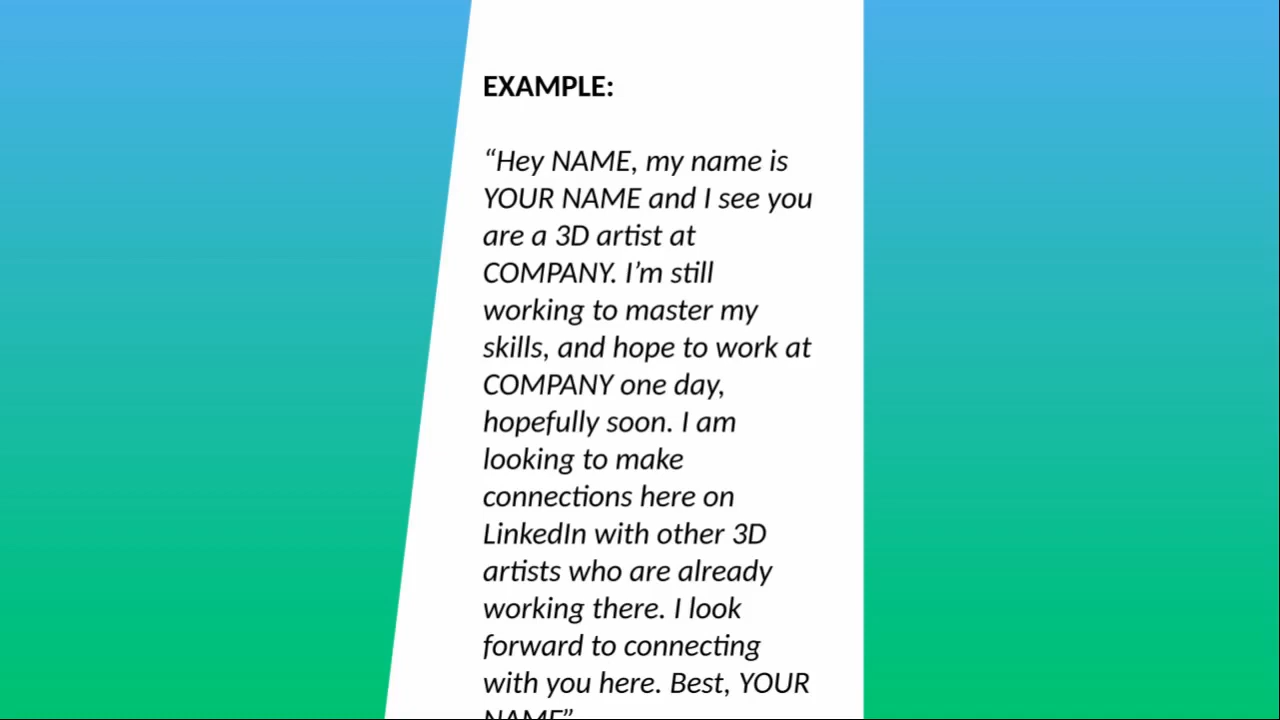 EXAMPLE:
“Hey NAME, my name is
YOUR NAME and I see you
are a 3D artist at
COMPANY. I’m still
working to master my
skills, and hope to work at
COMPANY one day,
hopefully soon. I am
looking to make
connections here on
LinkedIn with other 3D
artists who are already
working there. I look
forward to connecting
with you here. Best, YOUR
NAME”